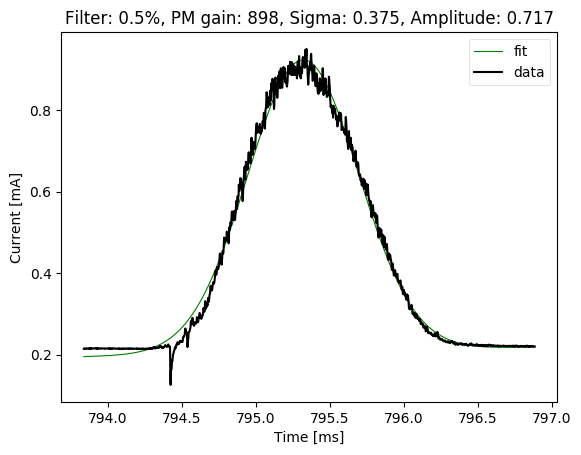 Filter: 0.5%, PM gain: 898, Sigma: 0.375, Amplitude: 0.717
fit
data
0.8
0.6
0.4
0.2
Current [mA]
794.0
794.5
795.0
795.5
796.0
796.5
797.0
Time [ms]